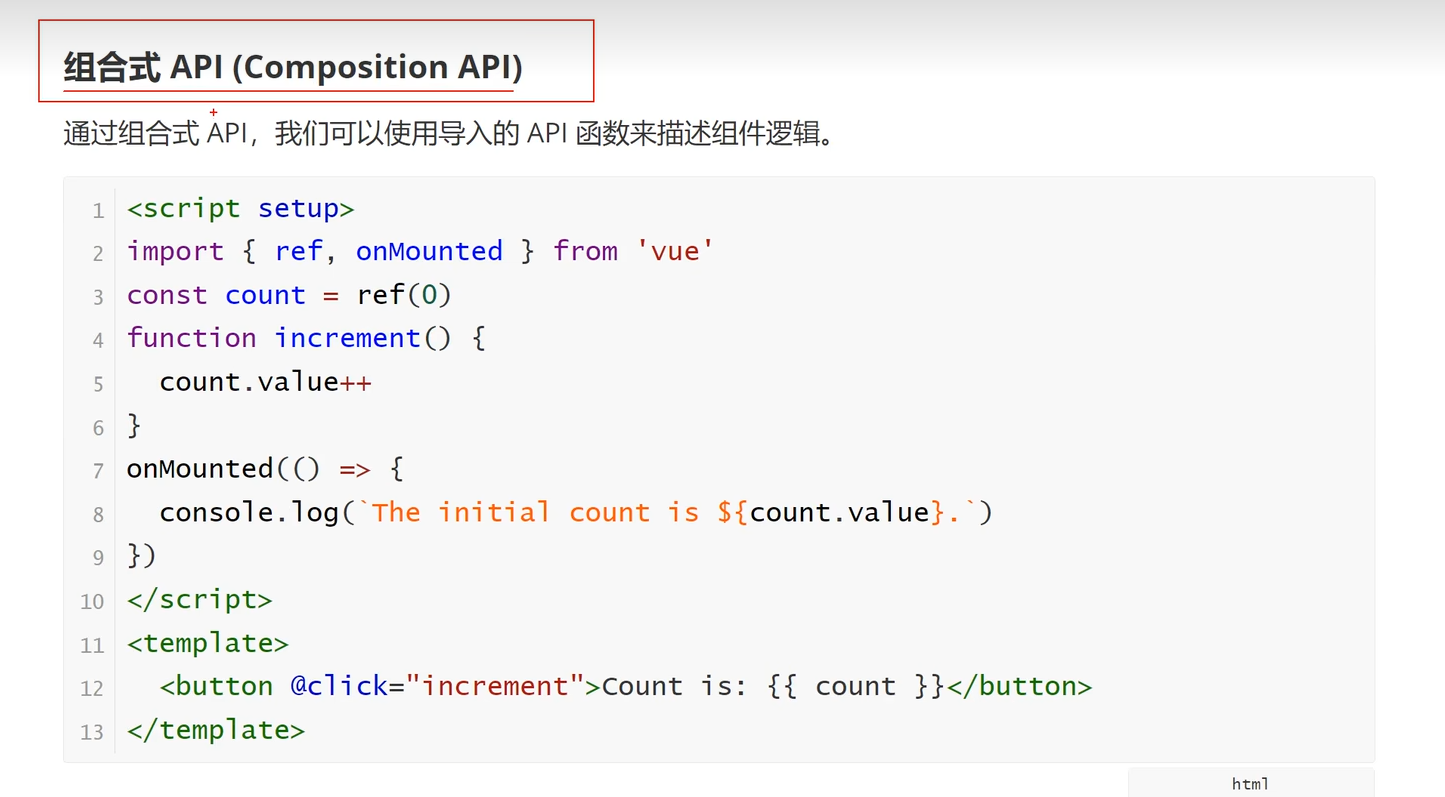 组合式 API (Composition API)
通过组合式 API，我们可以使用导入的 API 函数来描述组件逻辑。
1 <script setup>
2 import { ref, onMounted } from 'vue'
3 const count = ref(0)
4 function increment() {
5   count.value++
6 }
7 onMounted(() => {
8   console.log(`The initial count is ${count.value}.`)
9 })
10 </script>
11 <template>
12   <button @click="increment">Count is: {{ count }}</button>
13 </template>
html